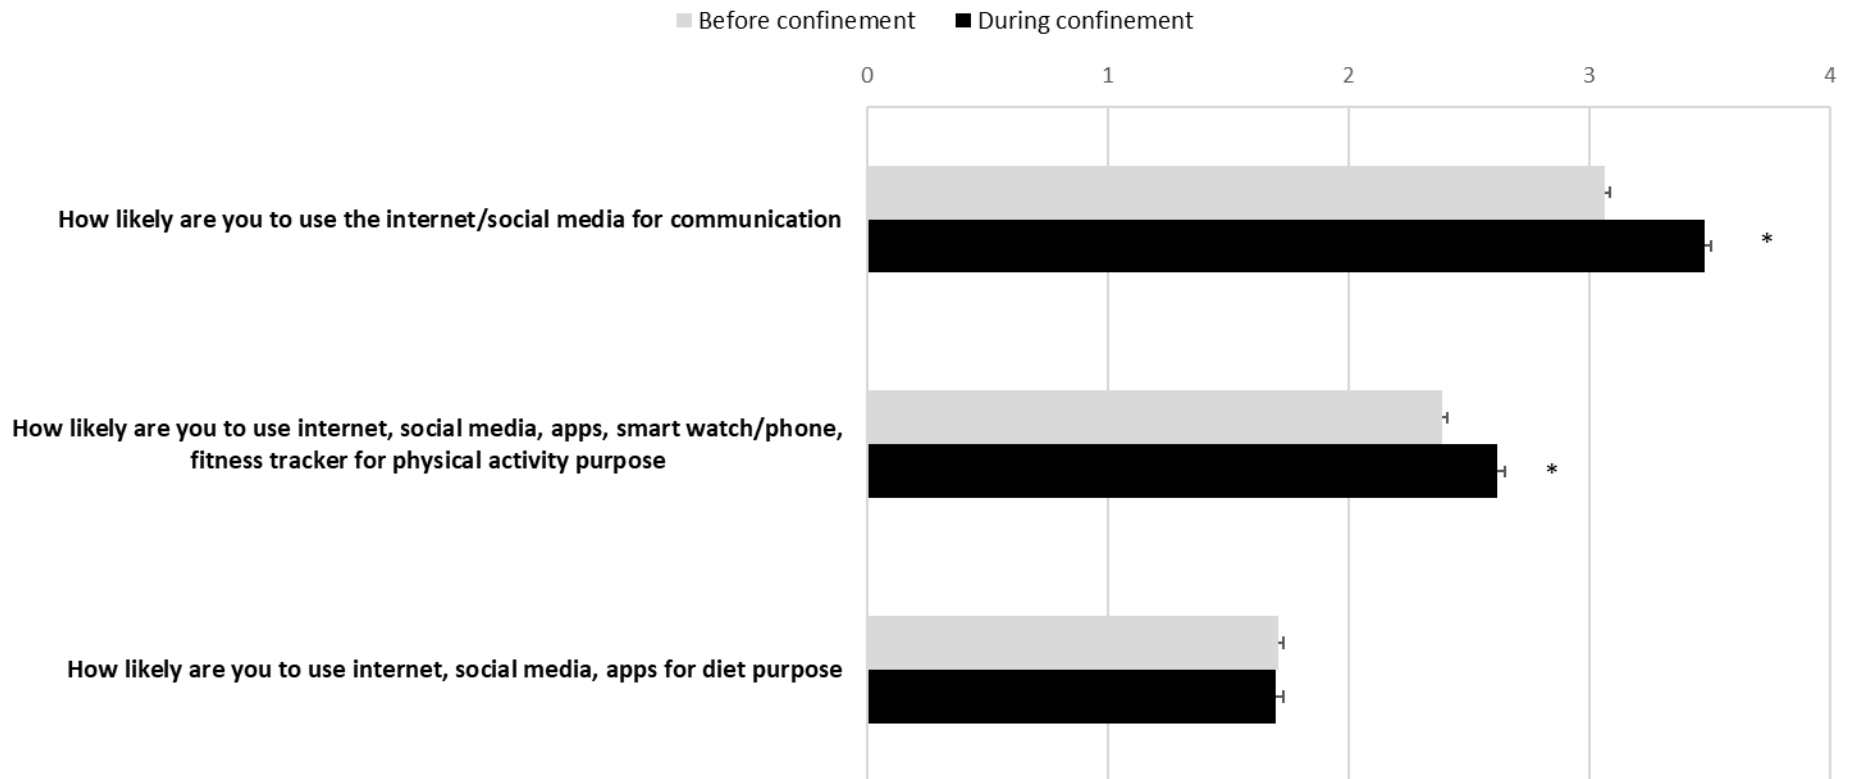 Before confinement During confinement
0 1 2 3 4
How likely are you to use the internet/social media for communication
*
How likely are you to use internet, social media, apps, smart watch/phone,
fitness tracker for physical activity purpose
*
How likely are you to use internet, social media, apps for diet purpose